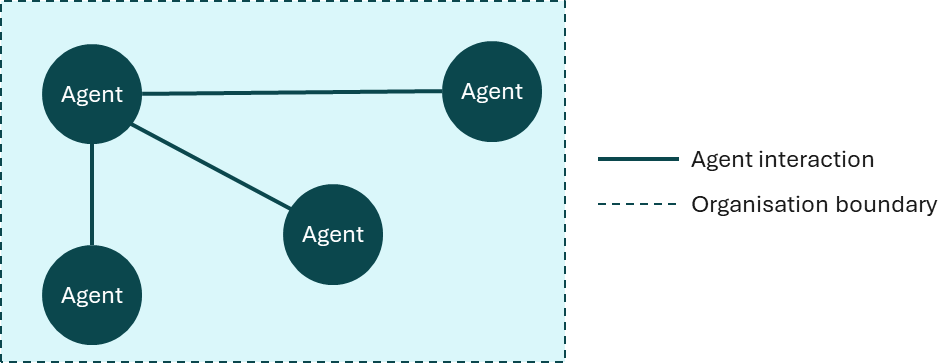 Agent
Agent
Agent
Agent
Agent interaction
Organisation boundary